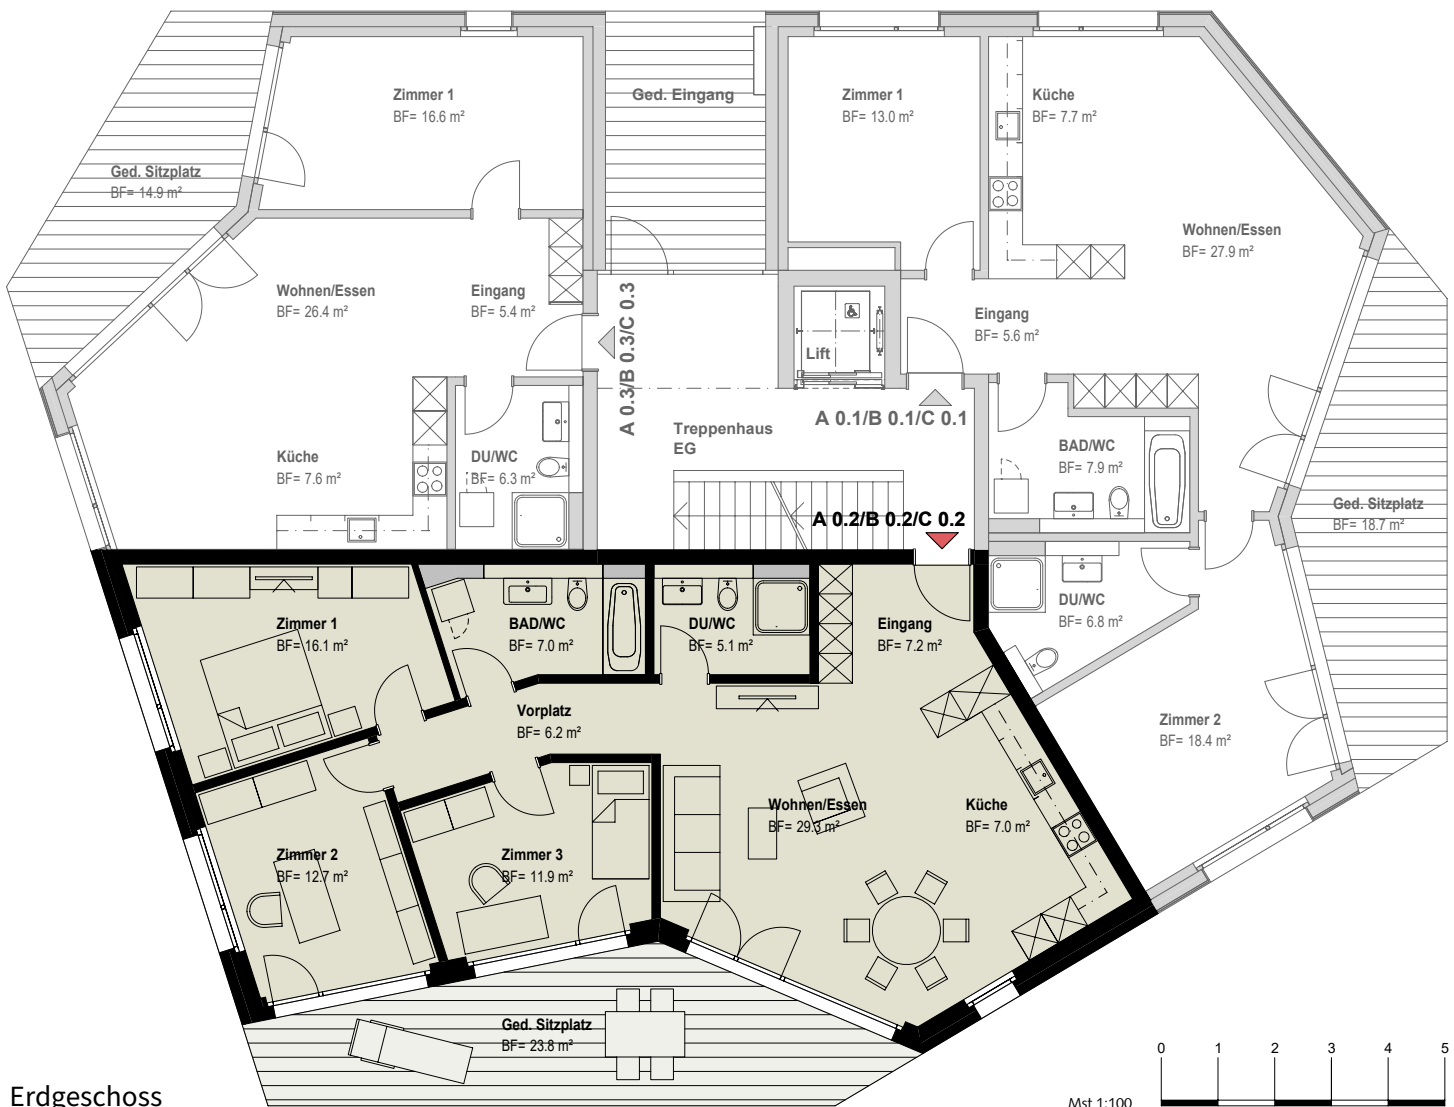 Zimmer 1
BF= 16.6 m²
Ged. Eingang
Zimmer 1
BF= 13.0 m²
Küche
BF= 7.7 m²
Ged. Sitzplatz
BF= 14.9 m²
Wohnen/Essen
BF= 27.9 m²
Wohnen/Essen
BF= 26.4 m²
Eingang
BF= 5.4 m²
A 0.3/B 0.3/C 0.3
Lift
Eingang
BF= 5.6 m²
A 0.1/B 0.1/C 0.1
Treppenhaus
EG
Küche
BF= 7.6 m²
DU/WC
BF= 6.3 m²
BAD/WC
BF= 7.9 m²
Ged. Sitzplatz
BF= 18.7 m²
A 0.2/B 0.2/C 0.2
DU/WC
BF= 6.8 m²
Zimmer 1
BF= 16.1 m²
BAD/WC
BF= 7.0 m²
DU/WC
BF= 5.1 m²
Eingang
BF= 7.2 m²
Vorplatz
BF= 6.2 m²
Zimmer 2
BF= 18.4 m²
Wohnen/Essen
BF= 29.3 m²
Küche
BF= 7.0 m²
Zimmer 2
BF= 12.7 m²
Zimmer 3
BF= 11.9 m²
Ged. Sitzplatz
BF= 23.8 m²
0 1 2 3 4 5
Mst 1:100
Erdgeschoss